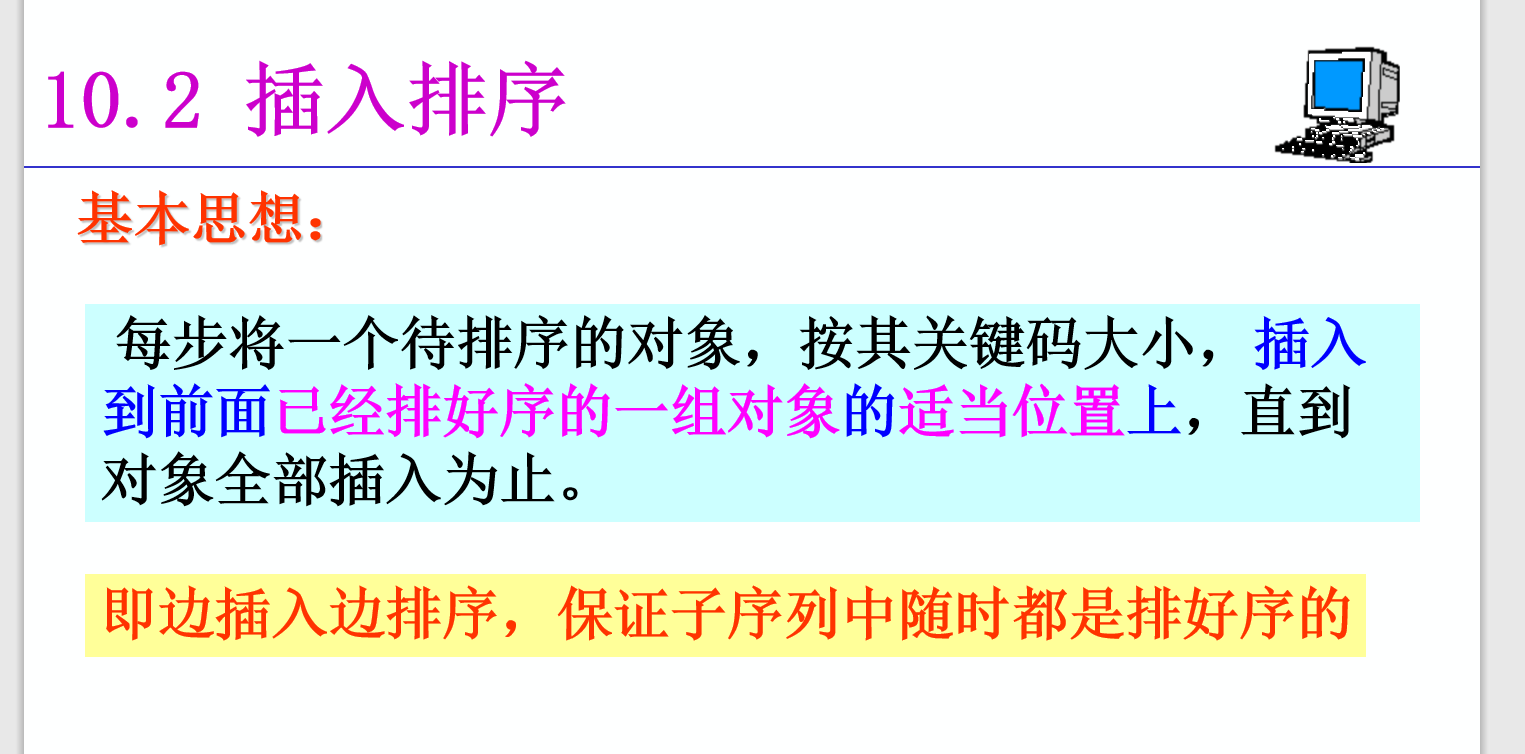 10.2 插入排序
基本思想：
每步将一个待排序的对象，按其关键码大小，插入
到前面已经排好序的一组对象的适当位置上，直到
对象全部插入为止。
即边插入边排序，保证子序列中随时都是排好序的